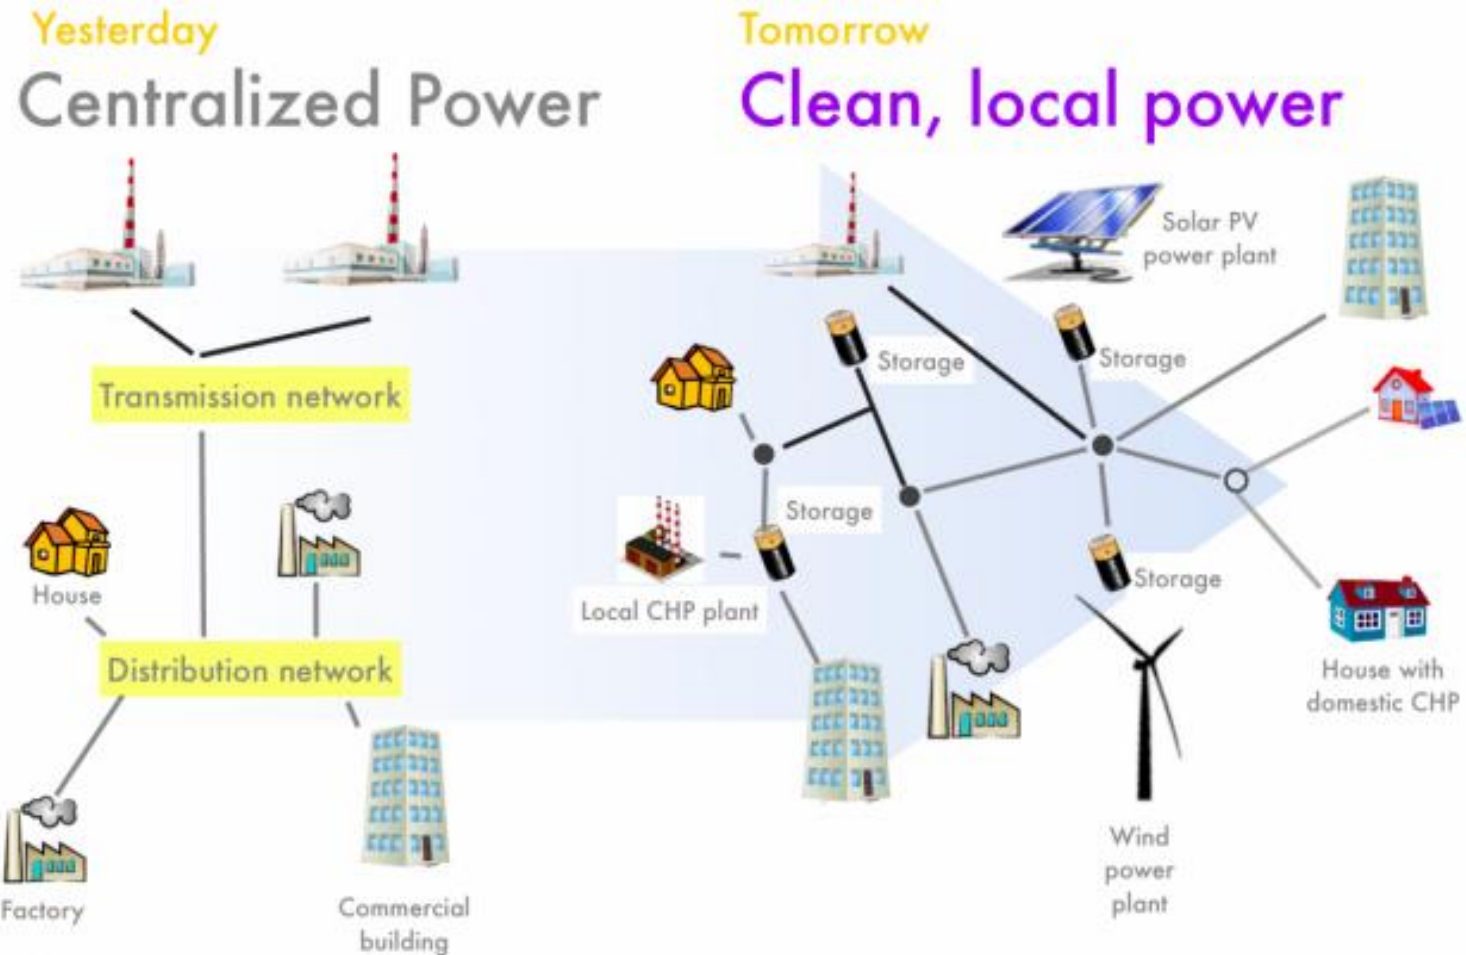 Yesterday
Centralized Power
Transmission network
House
Distribution network
Factory
Commercial
building
Tomorrow
Clean, local power
Solar PV
power plant
Storage
Storage
Storage
Local CHP plant
Storage
House with
domestic CHP
Wind
power
plant